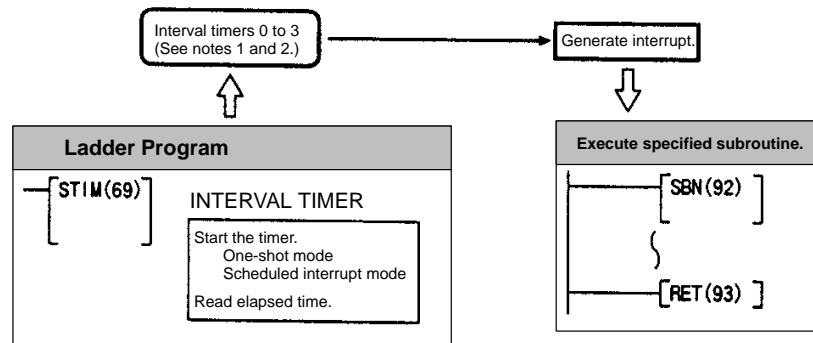 Interval timers 0 to 3
(See notes 1 and 2.)
Generate interrupt.
Ladder Program
STIM(69)
INTERVAL TIMER
Start the timer.
One-shot mode
Scheduled interrupt mode
Read elapsed time.
Execute specified subroutine.
SBN(92)
RET(93)